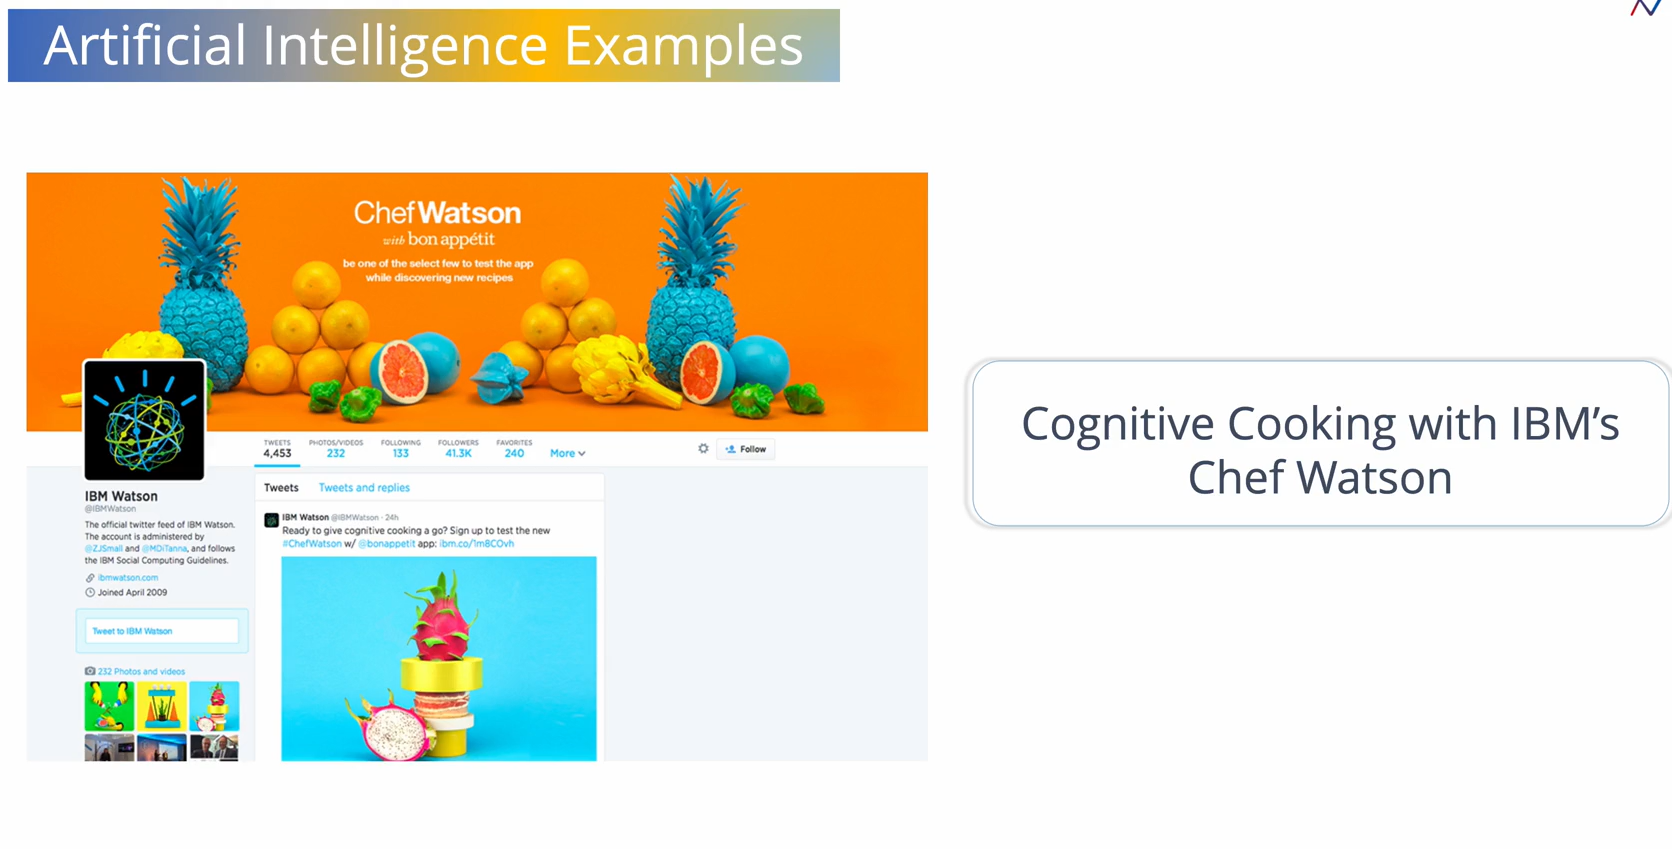 Artificial Intelligence Examples
ChefWatson
with bon appétit
be one of the select few to test the app
while discovering new recipes
TWEETS
4,453
PHOTOS/VIDEOS
232
FOLLOWING
133
FOLLOWERS
41.3K
FAVORITES
240
More
Follow
IBM Watson
@IBMWatson
The official twitter feed of IBM Watson.
The account is administered by
@ZJSmall and @MDiTanna, and follows
the IBM Social Computing Guidelines.
ibmwatson.com
Joined April 2009
Tweet to IBM Watson
232 Photos and videos
Tweets Tweets and replies
IBM Watson @IBMWatson · 24h
Ready to give cognitive cooking a go? Sign up to test the new
#ChefWatson w/ @bonappetit app: ibm.co/1m8COvh
Cognitive Cooking with IBM’s
Chef Watson